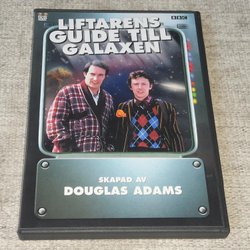 LIFTARENS
GUIDE TILL
GALAXEN
BBC
SKAPAD AV
DOUGLAS ADAMS